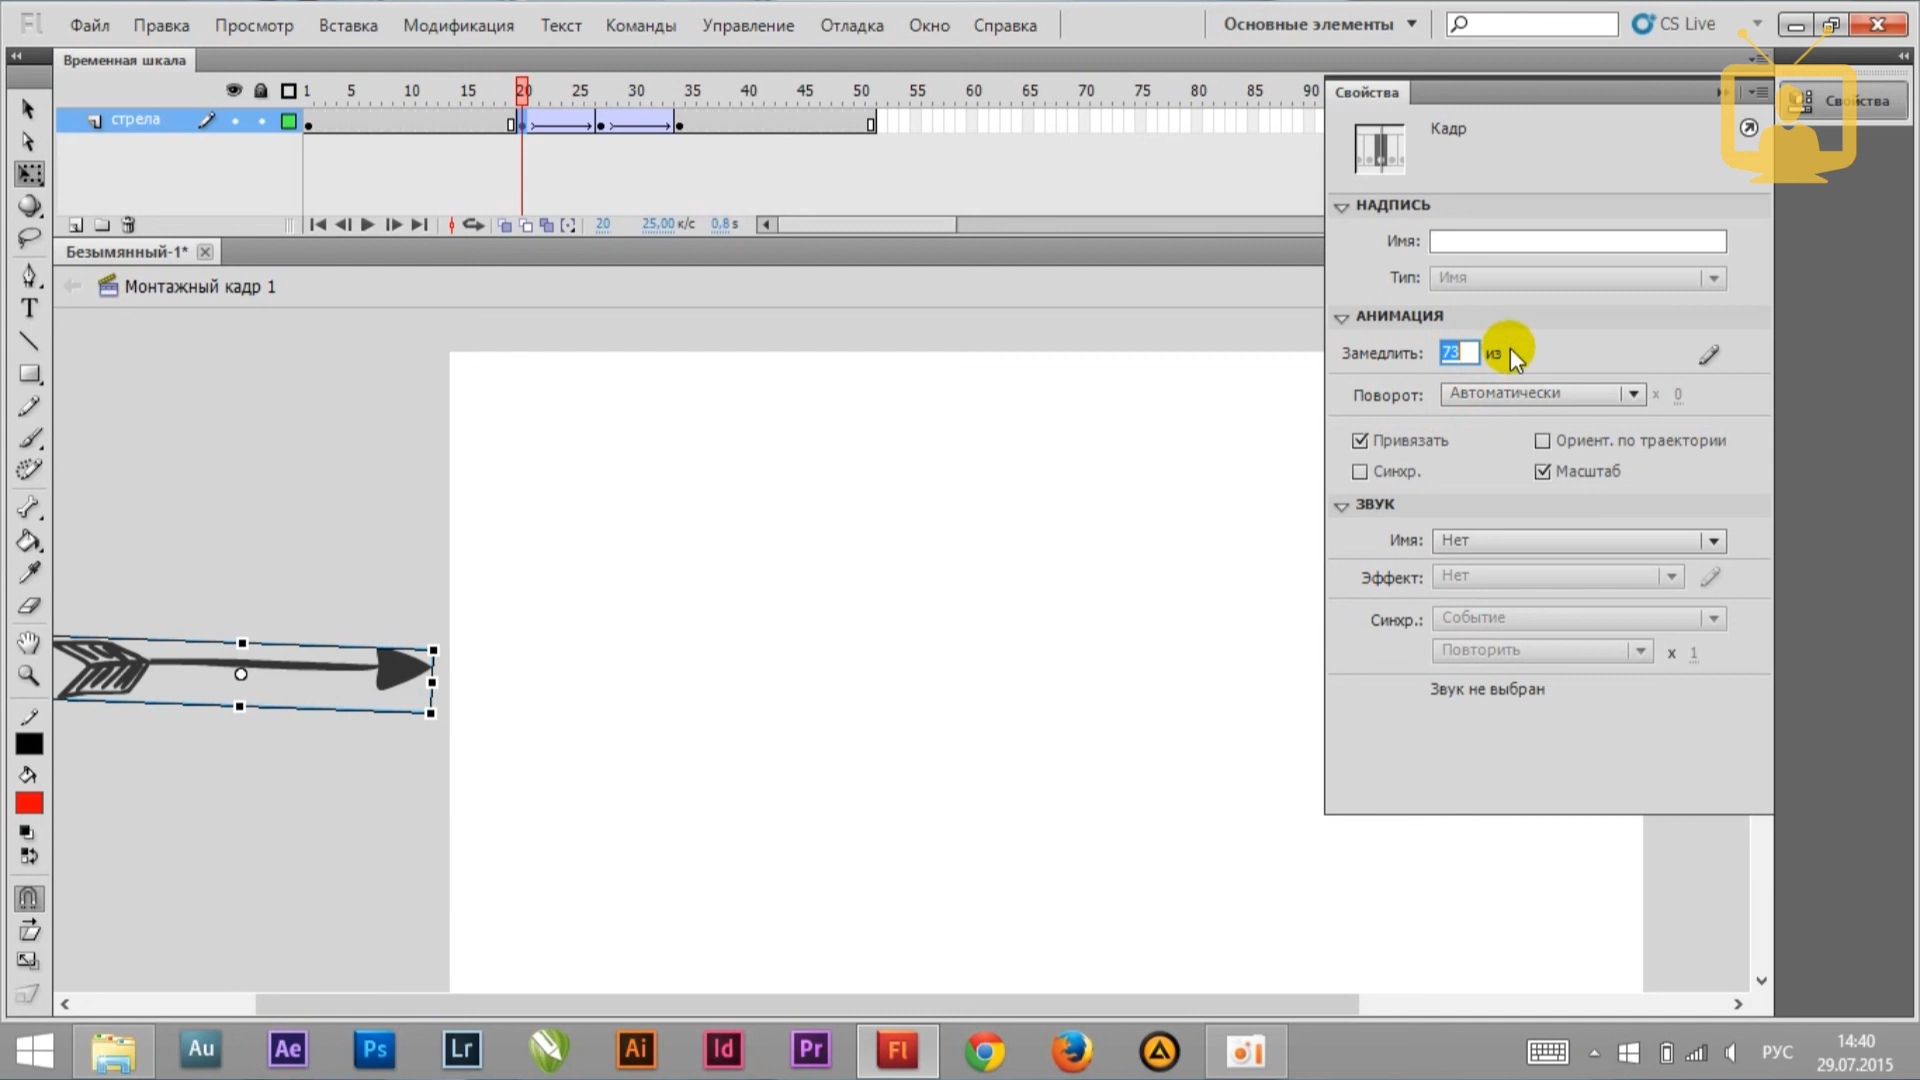 Fl Файл Правка Просмотр Вставка Модификация Текст Команды Управление Отладка Окно Справка Основные элементы CS Live
Временная шкала
1 5 10 15 20 25 30 35 40 45 50 55 60 65 70 75 80 85 90
стрела
20 25,00 к/с 0,8 s
Безымянный-1*
Монтажный кадр 1
Свойства
Свойства
Кадр
НАДПИСЬ
Имя:
Тип: Имя
АНИМАЦИЯ
Замедлить: 73 из
Поворот: Автоматически x 0
Привязать Ориент. по траектории
Синхр. Масштаб
ЗВУК
Имя: Нет
Эффект: Нет
Синхр.: Событие
Повторить x 1
Звук не выбран
T
Au Ae Ps Lr Ai Id Pr Fl
РУС
14:40
29.07.2015